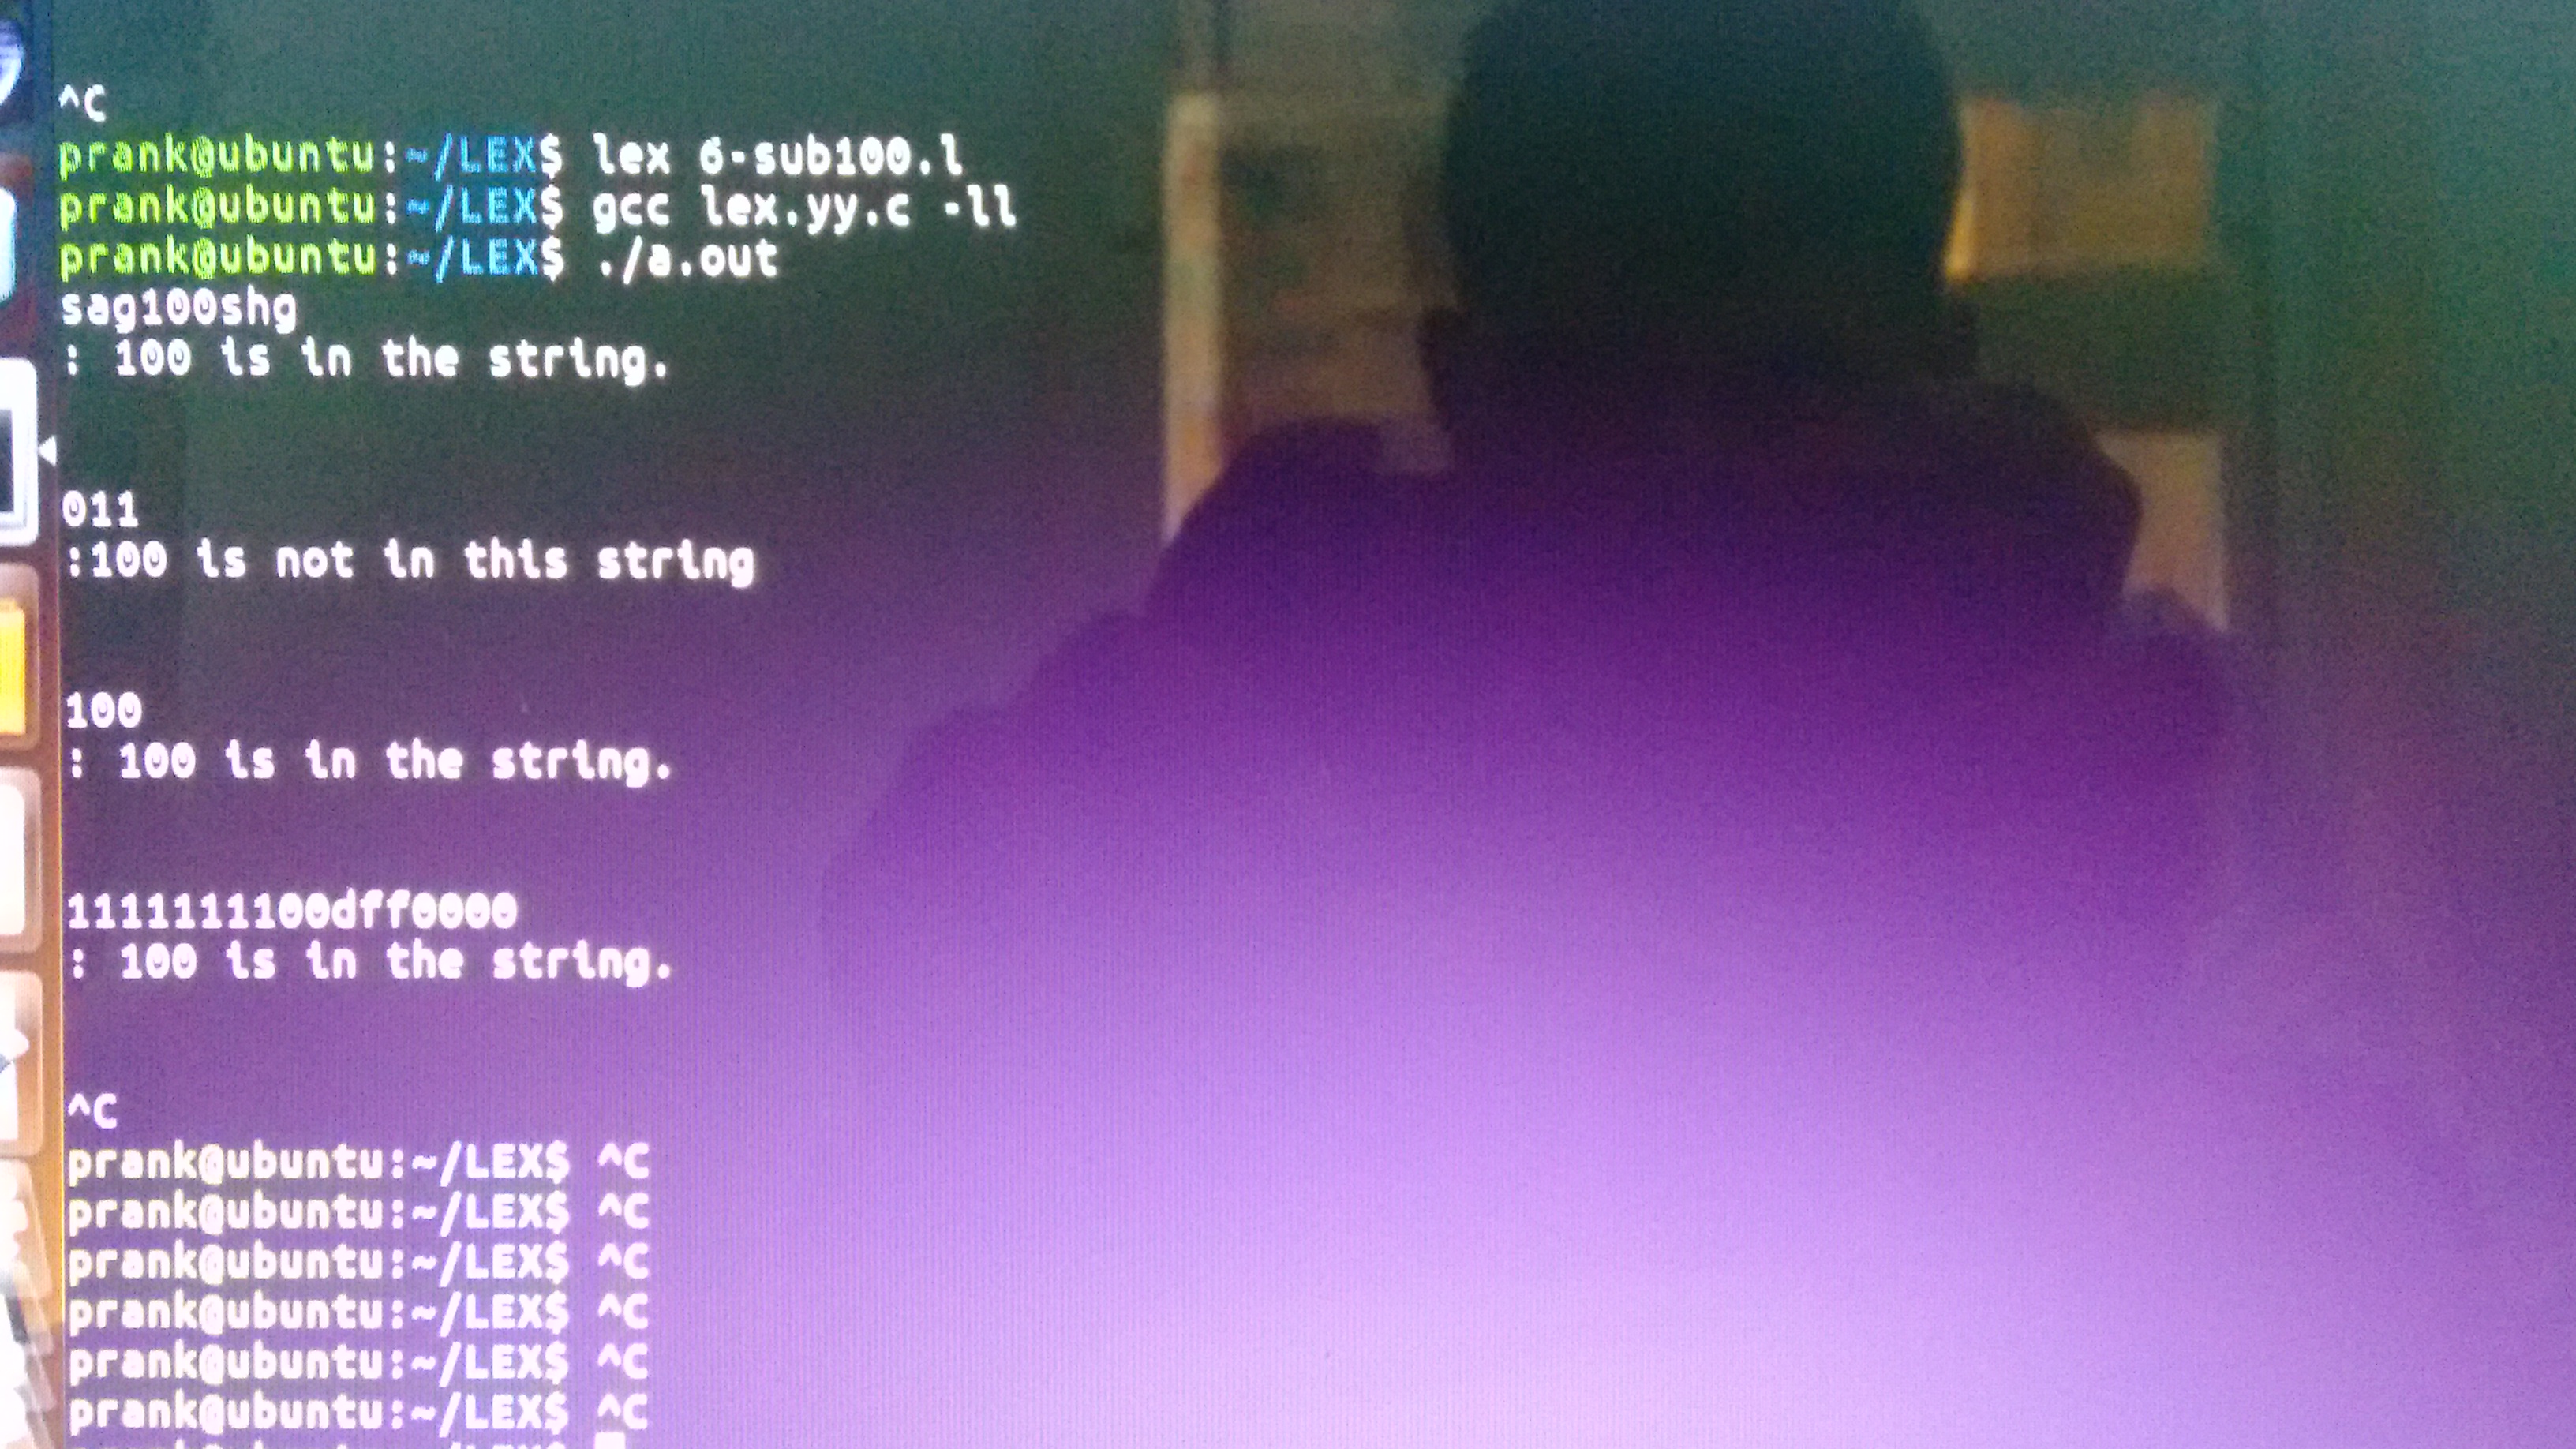 ^C
prank@ubuntu:~/LEX$ lex 6-sub100.l
prank@ubuntu:~/LEX$ gcc lex.yy.c -ll
prank@ubuntu:~/LEX$ ./a.out
sag100shg
: 100 is in the string.
011
:100 is not in this string
100
: 100 is in the string.
1111111100dff0000
: 100 is in the string.
^C
prank@ubuntu:~/LEX$ ^C
prank@ubuntu:~/LEX$ ^C
prank@ubuntu:~/LEX$ ^C
prank@ubuntu:~/LEX$ ^C
prank@ubuntu:~/LEX$ ^C
prank@ubuntu:~/LEX$ ^C